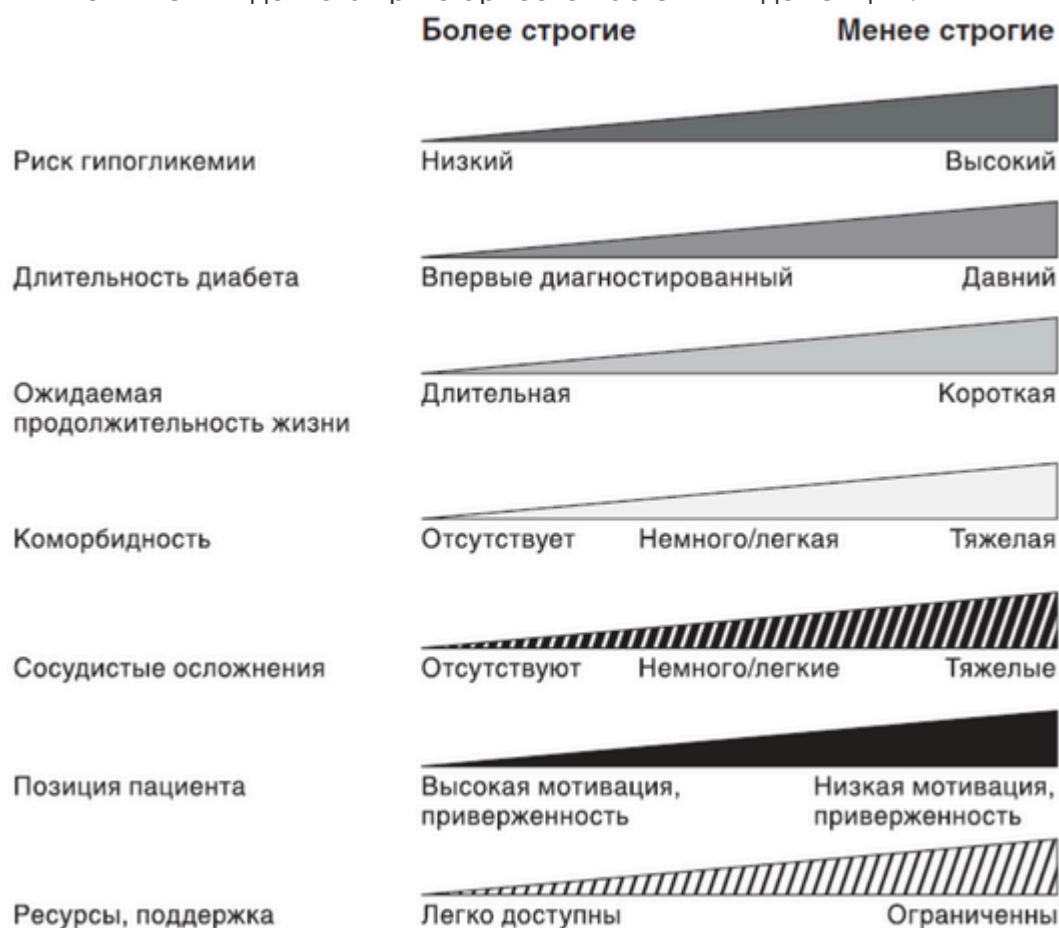 Более строгие Менее строгие
Риск гипогликемии Низкий Высокий
Длительность диабета Впервые диагностированный Давний
Ожидаемая Длительная Короткая
продолжительность жизни
Коморбидность Отсутствует Немного/легкая Тяжелая
Сосудистые осложнения Отсутствуют Немного/легкие Тяжелые
Позиция пациента Высокая мотивация, Низкая мотивация,
приверженность приверженность
Ресурсы, поддержка Легко доступны Ограниченны